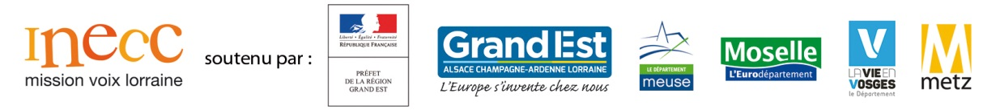 Inecc
mission voix lorraine
soutenu par :
Liberté • Égalité • Fraternité
RÉPUBLIQUE FRANÇAISE
PRÉFET
DE LA RÉGION
GRAND EST
Grand Est
ALSACE CHAMPAGNE-ARDENNE LORRAINE
L'Europe s'invente chez nous
LE DÉPARTEMENT
meuse
Moselle
L'Eurodépartement
V
LA VIE EN
VOSGES
le Département
M
metz